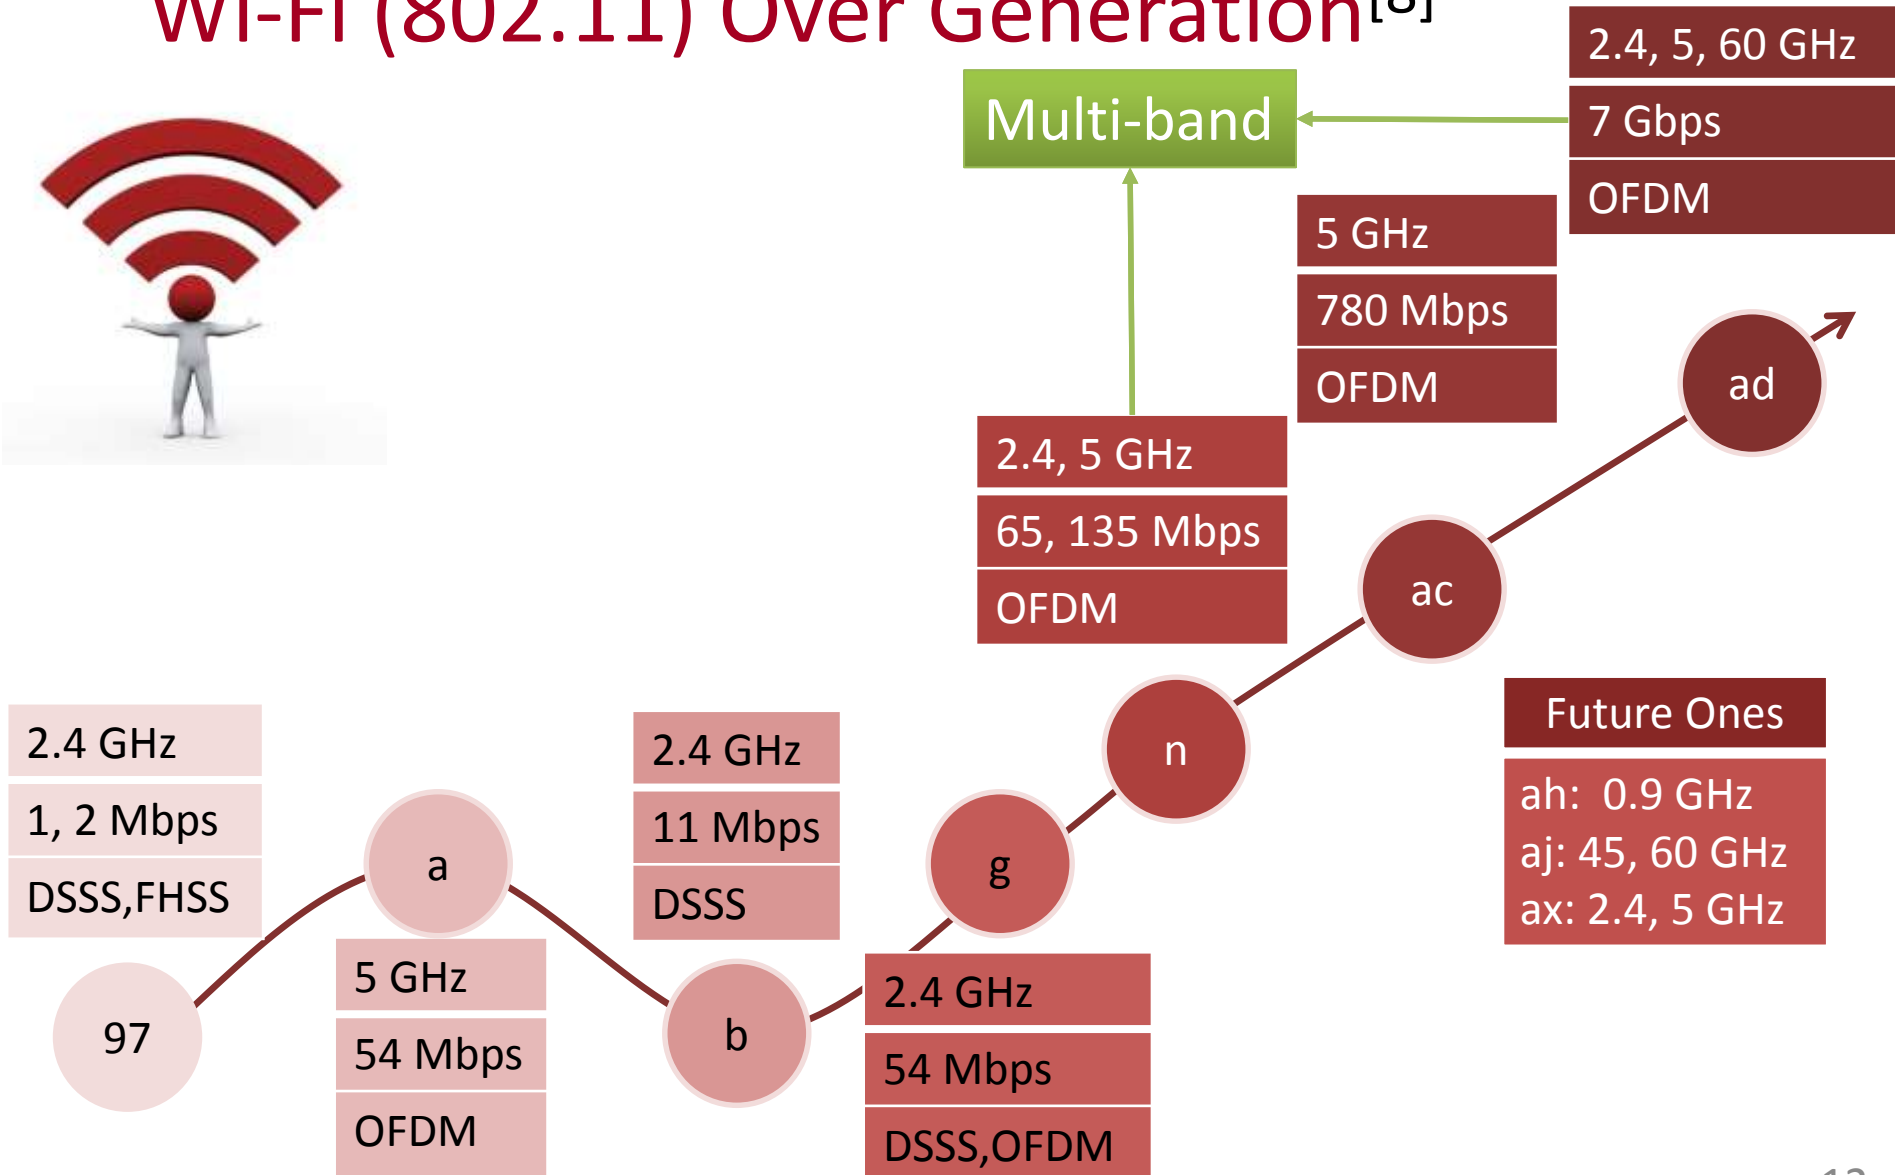 Wi-Fi (802.11) Over Generation[8]
2.4, 5, 60 GHz
7 Gbps
OFDM
Multi-band
5 GHz
780 Mbps
OFDM
ad
2.4, 5 GHz
65, 135 Mbps
OFDM
ac
n
Future Ones
ah: 0.9 GHz
aj: 45, 60 GHz
ax: 2.4, 5 GHz
2.4 GHz
1, 2 Mbps
DSSS,FHSS
97
a
5 GHz
54 Mbps
OFDM
2.4 GHz
11 Mbps
DSSS
b
g
2.4 GHz
54 Mbps
DSSS,OFDM